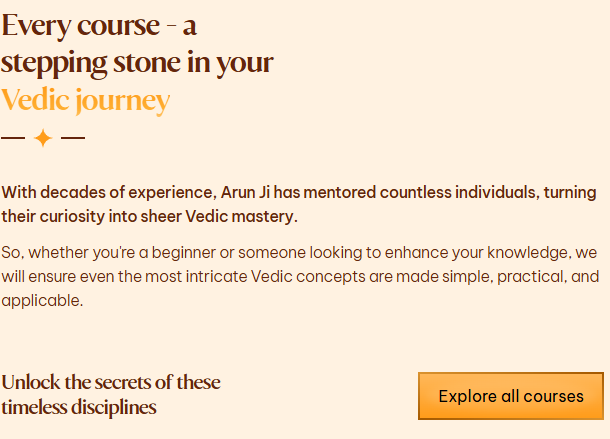 Every course - a
stepping stone in your
Vedic journey
With decades of experience, Arun Ji has mentored countless individuals, turning
their curiosity into sheer Vedic mastery.
So, whether you're a beginner or someone looking to enhance your knowledge, we
will ensure even the most intricate Vedic concepts are made simple, practical, and
applicable.
Unlock the secrets of these
timeless disciplines
Explore all courses